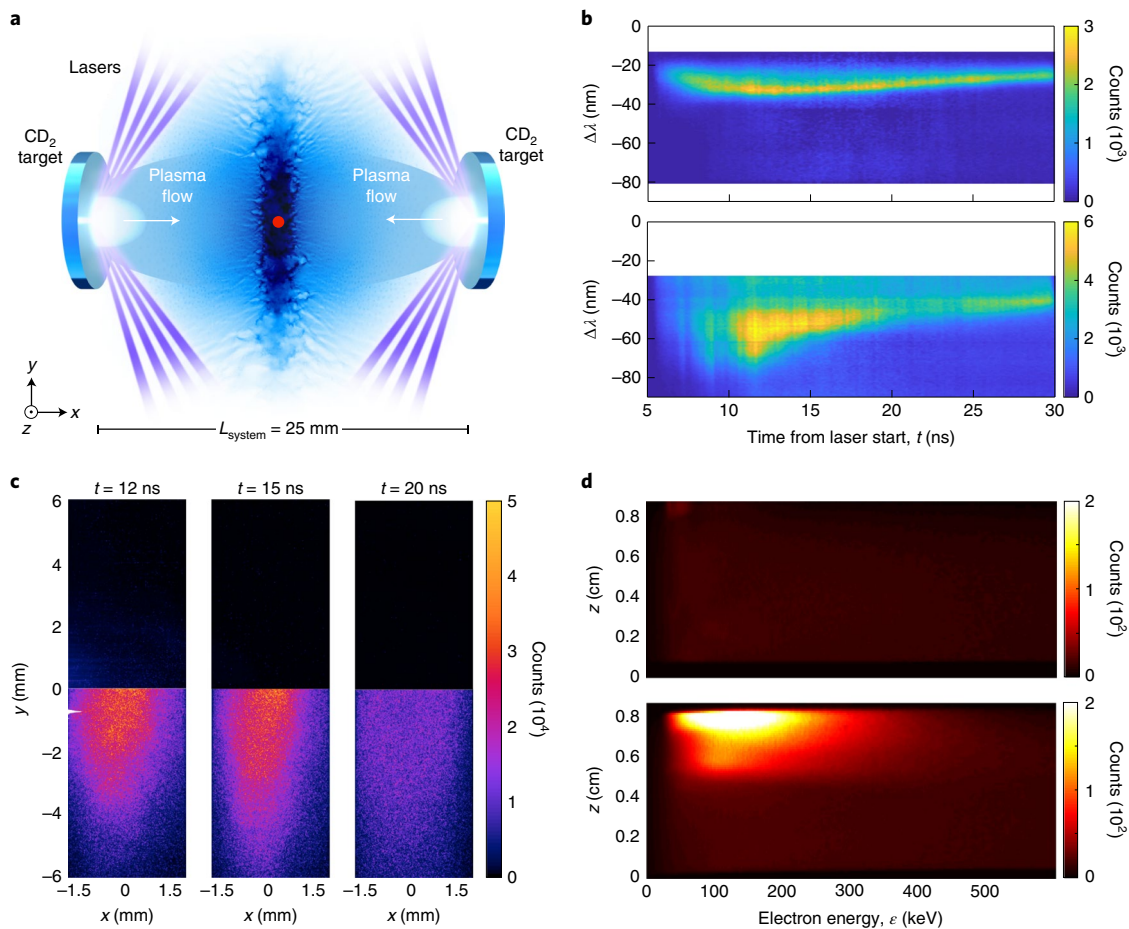 a
Lasers
CD2
target
CD2
target
Plasma
flow
Plasma
flow
y
x
z
Lsystem = 25 mm
b
0
–20
–40
–60
–80
Δλ (nm)
3
2
1
0
Counts (10³)
0
–20
–40
–60
–80
Δλ (nm)
6
4
2
0
Counts (10³)
5
10
15
20
25
30
Time from laser start, t (ns)
c
t = 12 ns
t = 15 ns
t = 20 ns
6
4
2
0
–2
–4
–6
y (mm)
–1.5 0 1.5
–1.5 0 1.5
–1.5 0 1.5
x (mm)
x (mm)
x (mm)
5
4
3
2
1
0
Counts (10⁴)
d
0.8
0.6
0.4
0.2
0
z (cm)
2
1
0
Counts (10²)
0.8
0.6
0.4
0.2
0
z (cm)
2
1
0
Counts (10²)
0
100
200
300
400
500
Electron energy, ε (keV)